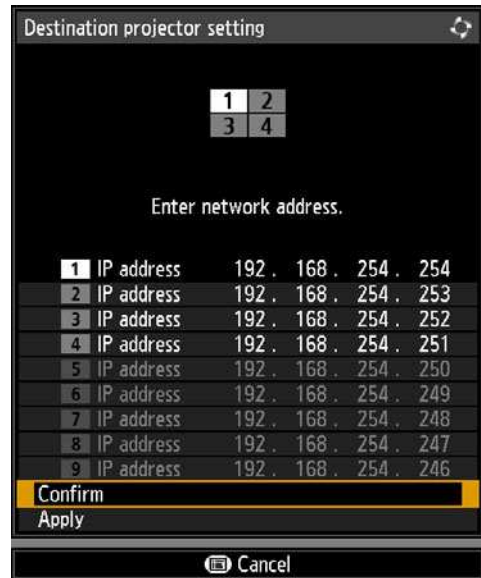 Destination projector setting
1 2
3 4
Enter network address.
1 IP address 192 . 168 . 254 . 254
2 IP address 192 . 168 . 254 . 253
3 IP address 192 . 168 . 254 . 252
4 IP address 192 . 168 . 254 . 251
5 IP address 192 . 168 . 254 . 250
6 IP address 192 . 168 . 254 . 249
7 IP address 192 . 168 . 254 . 248
8 IP address 192 . 168 . 254 . 247
9 IP address 192 . 168 . 254 . 246
Confirm
Apply
Cancel